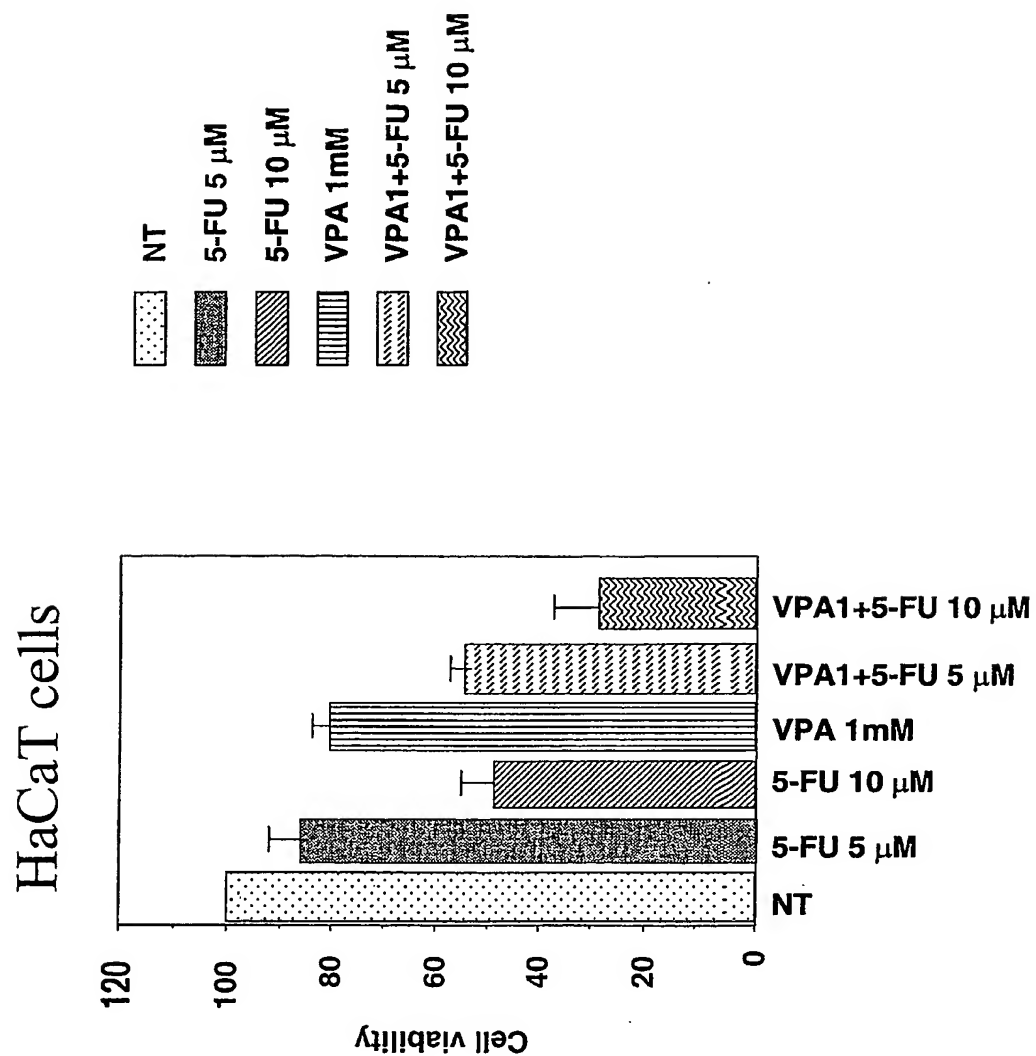 HaCaT cells
Cell viability
120
100
80
60
40
20
0
NT
5-FU 5 μM
5-FU 10 μM
VPA 1mM
VPA1+5-FU 5 μM
VPA1+5-FU 10 μM
NT
5-FU 5 μM
5-FU 10 μM
VPA 1mM
VPA1+5-FU 5 μM
VPA1+5-FU 10 μM